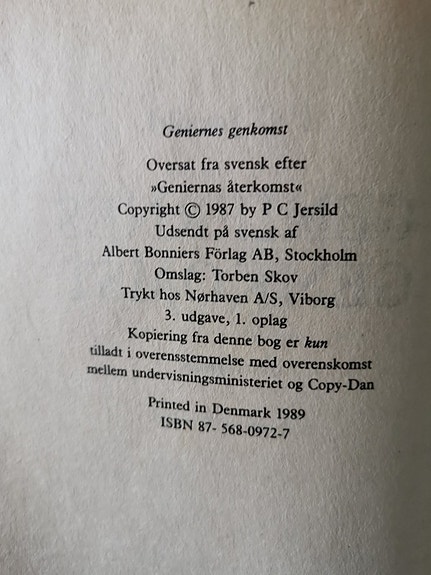 Geniernes genkomst
Oversat fra svensk efter
»Geniernas återkomst«
Copyright © 1987 by P C Jersild
Udsendt på svensk af
Albert Bonniers Förlag AB, Stockholm
Omslag: Torben Skov
Trykt hos Nørhaven A/S, Viborg
3. udgave, 1. oplag
Kopiering fra denne bog er kun
tilladt i overensstemmelse med overenskomst
mellem undervisningsministeriet og Copy-Dan
Printed in Denmark 1989
ISBN 87- 568-0972-7